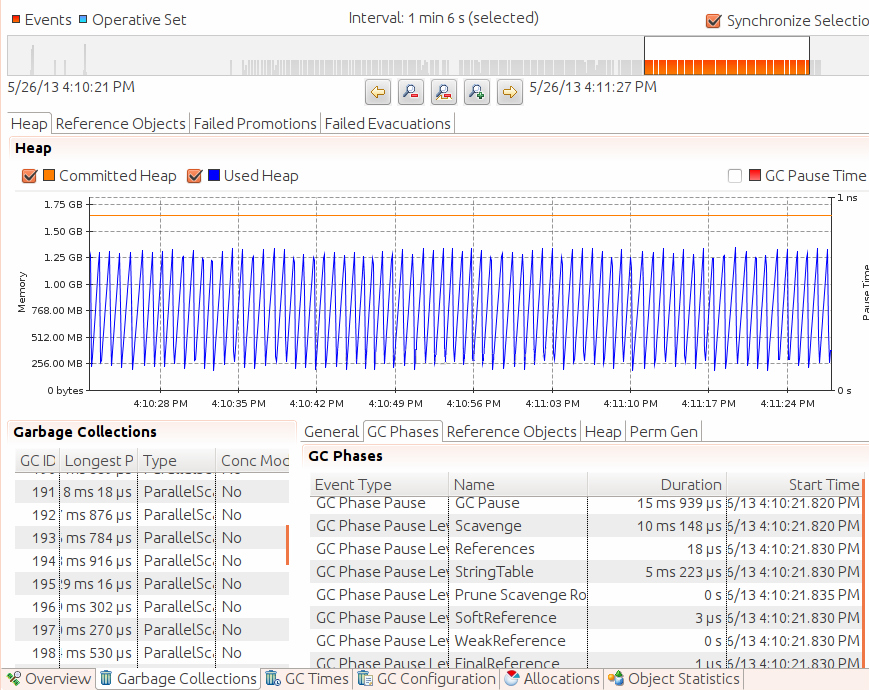 Events Operative Set Interval: 1 min 6 s (selected) Synchronize Selectio
5/26/13 4:10:21 PM 5/26/13 4:11:27 PM
Heap Reference Objects Failed Promotions Failed Evacuations
Heap
Committed Heap Used Heap GC Pause Time
1.75 GB
1.50 GB
1.25 GB
1.00 GB
768.00 MB
512.00 MB
256.00 MB
0 bytes
Memory
1 ns
0 s
Pause Time
4:10:28 PM 4:10:35 PM 4:10:42 PM 4:10:49 PM 4:10:56 PM 4:11:03 PM 4:11:10 PM 4:11:17 PM 4:11:24 PM
Garbage Collections
GC ID Longest P Type Conc Mod
191 8 ms 18 µs ParallelSc No
192 ms 876 µs ParallelSc No
193 ms 784 µs ParallelSc No
194 ms 916 µs ParallelSc No
195 9 ms 16 µs ParallelSc No
196 ms 302 µs ParallelSc No
197 ms 270 µs ParallelSc No
198 ms 530 µs ParallelSc No
General GC Phases Reference Objects Heap Perm Gen
GC Phases
Event Type Name Duration Start Time
GC Phase Pause GC Pause 15 ms 939 µs 6/13 4:10:21.820 PM
GC Phase Pause Lev Scavenge 10 ms 148 µs 6/13 4:10:21.820 PM
GC Phase Pause Lev References 18 µs 6/13 4:10:21.830 PM
GC Phase Pause Lev StringTable 5 ms 223 µs 6/13 4:10:21.830 PM
GC Phase Pause Lev Prune Scavenge Ro 0 s 6/13 4:10:21.835 PM
GC Phase Pause Lev SoftReference 3 µs 6/13 4:10:21.830 PM
GC Phase Pause Lev WeakReference 0 s 6/13 4:10:21.830 PM
GC Phase Pause Lev FinalReference 1 µs 6/13 4:10:21.830 PM
Overview Garbage Collections GC Times GC Configuration Allocations Object Statistics